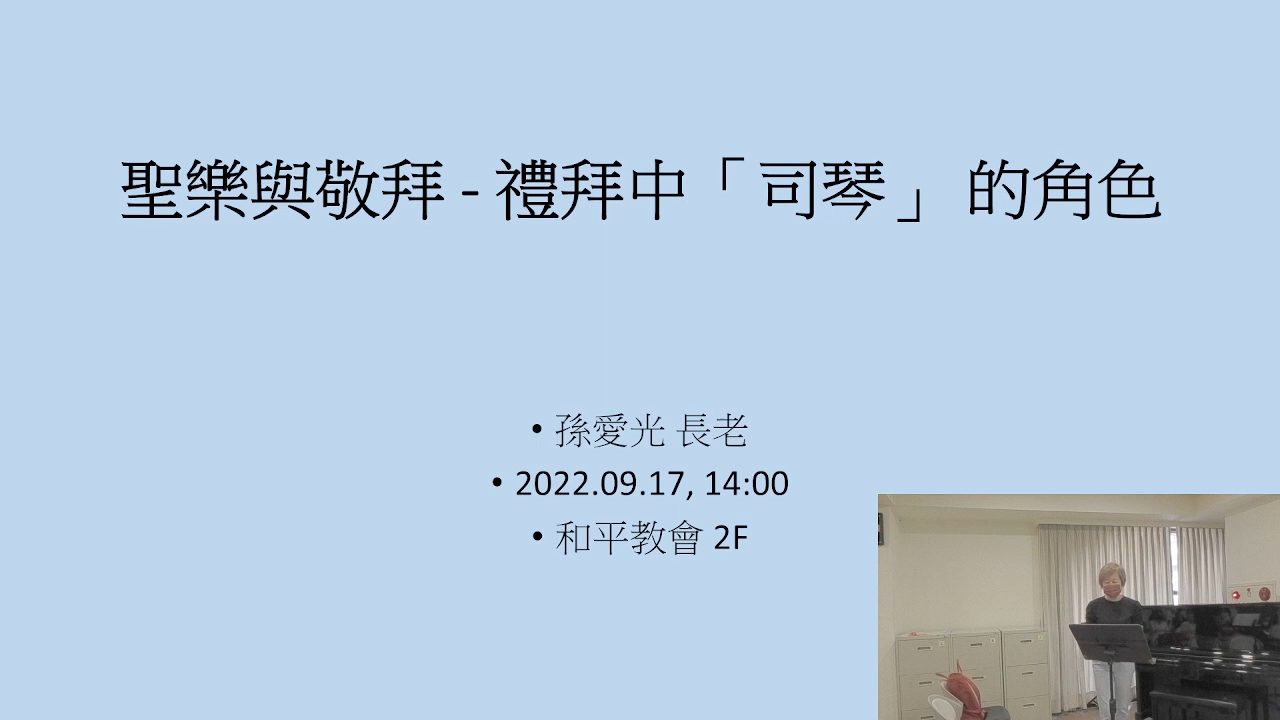 聖樂與敬拜 - 禮拜中「司琴」的角色
• 孫愛光 長老
• 2022.09.17, 14:00
• 和平教會 2F